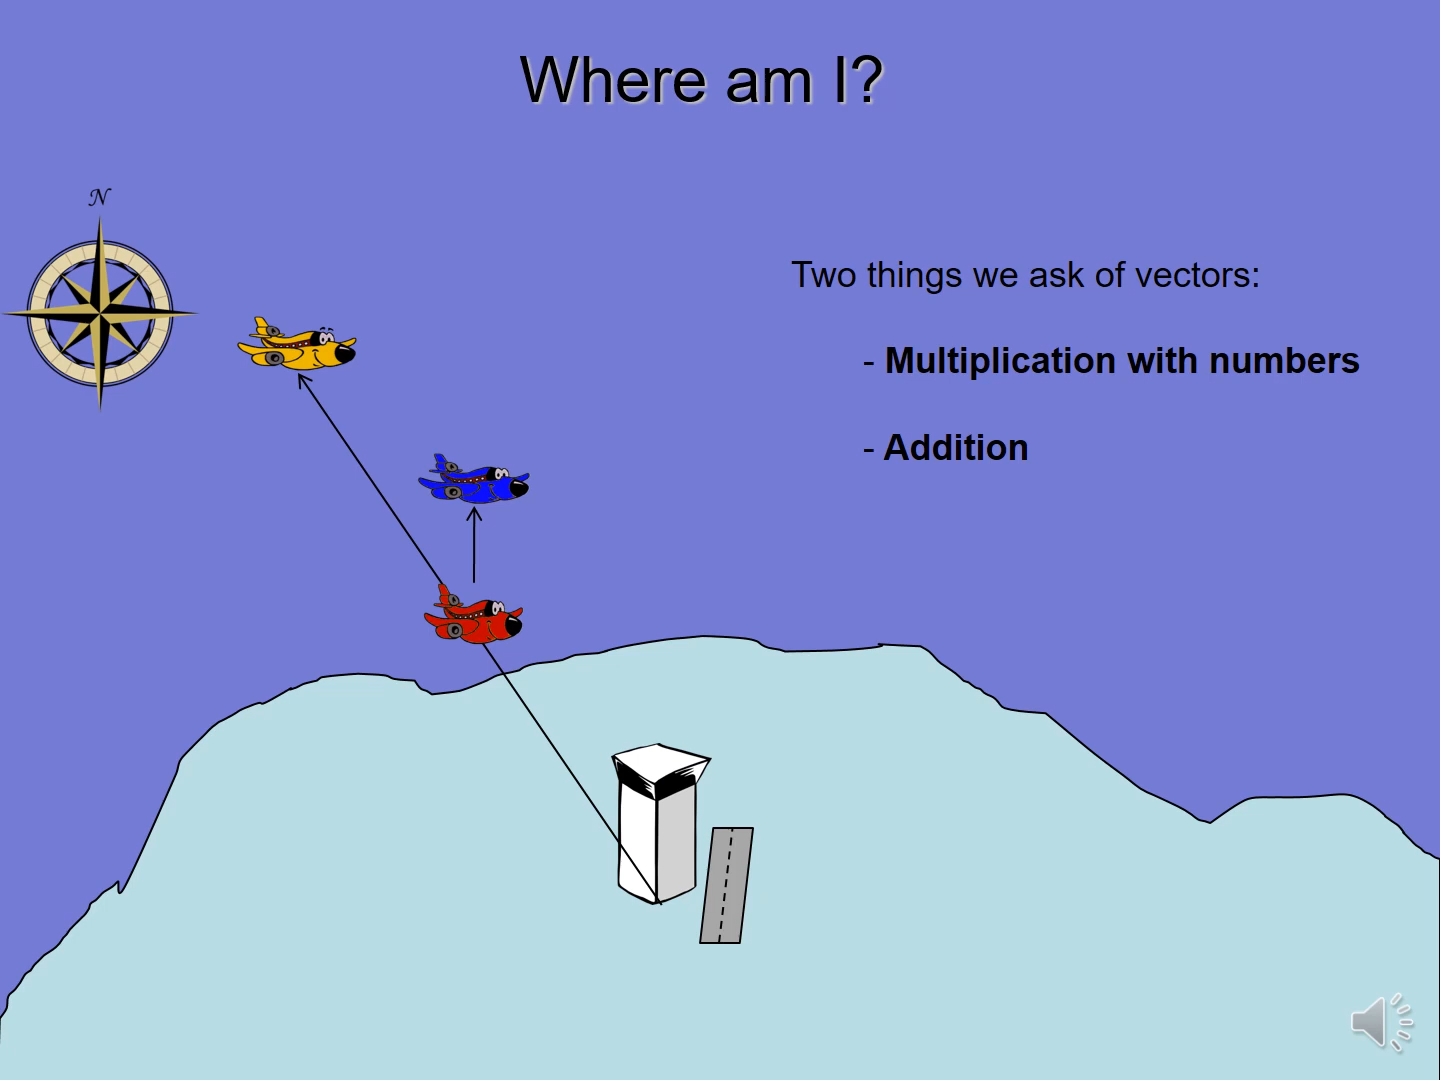 Where am I?
N
Two things we ask of vectors:
- Multiplication with numbers
- Addition